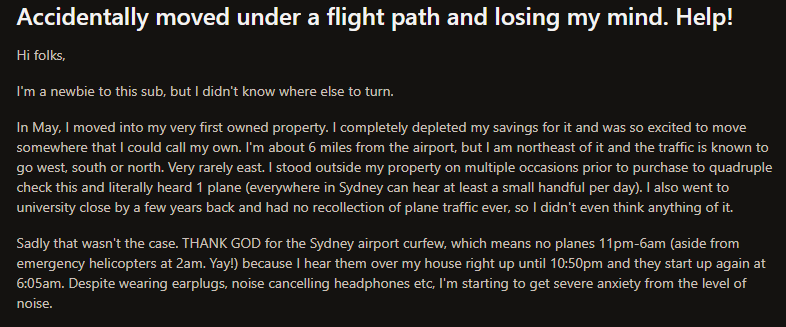 Accidentally moved under a flight path and losing my mind. Help!
Hi folks,
I'm a newbie to this sub, but I didn't know where else to turn.
In May, I moved into my very first owned property. I completely depleted my savings for it and was so excited to move
somewhere that I could call my own. I'm about 6 miles from the airport, but I am northeast of it and the traffic is known to
go west, south or north. Very rarely east. I stood outside my property on multiple occasions prior to purchase to quadruple
check this and literally heard 1 plane (everywhere in Sydney can hear at least a small handful per day). I also went to
university close by a few years back and had no recollection of plane traffic ever, so I didn't even think anything of it.
Sadly that wasn't the case. THANK GOD for the Sydney airport curfew, which means no planes 11pm-6am (aside from
emergency helicopters at 2am. Yay!) because I hear them over my house right up until 10:50pm and they start up again at
6:05am. Despite wearing earplugs, noise cancelling headphones etc, I'm starting to get severe anxiety from the level of
noise.